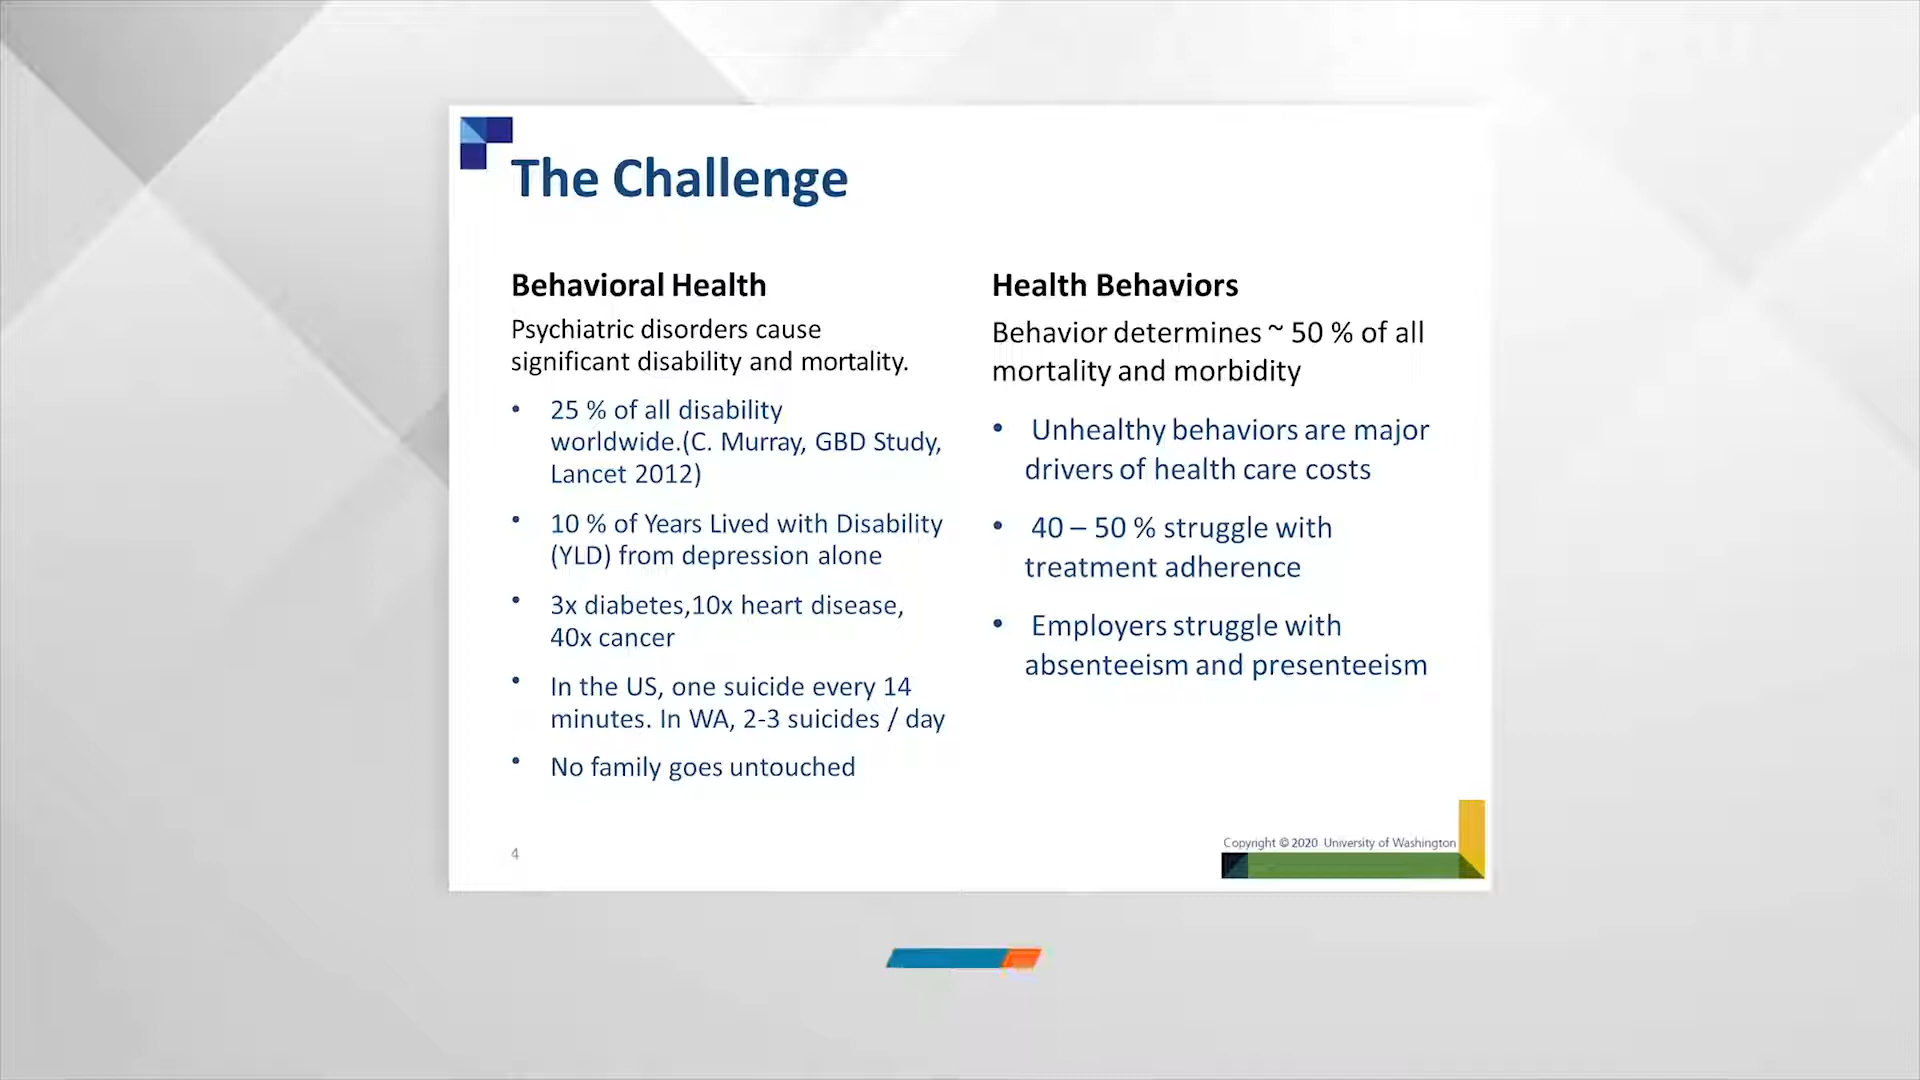 The Challenge
Behavioral Health
Psychiatric disorders cause
significant disability and mortality.
• 25 % of all disability
worldwide.(C. Murray, GBD Study,
Lancet 2012)
• 10 % of Years Lived with Disability
(YLD) from depression alone
• 3x diabetes,10x heart disease,
40x cancer
• In the US, one suicide every 14
minutes. In WA, 2-3 suicides / day
• No family goes untouched
Health Behaviors
Behavior determines ~ 50 % of all
mortality and morbidity
• Unhealthy behaviors are major
drivers of health care costs
• 40 – 50 % struggle with
treatment adherence
• Employers struggle with
absenteeism and presenteeism
4
Copyright © 2020 University of Washington